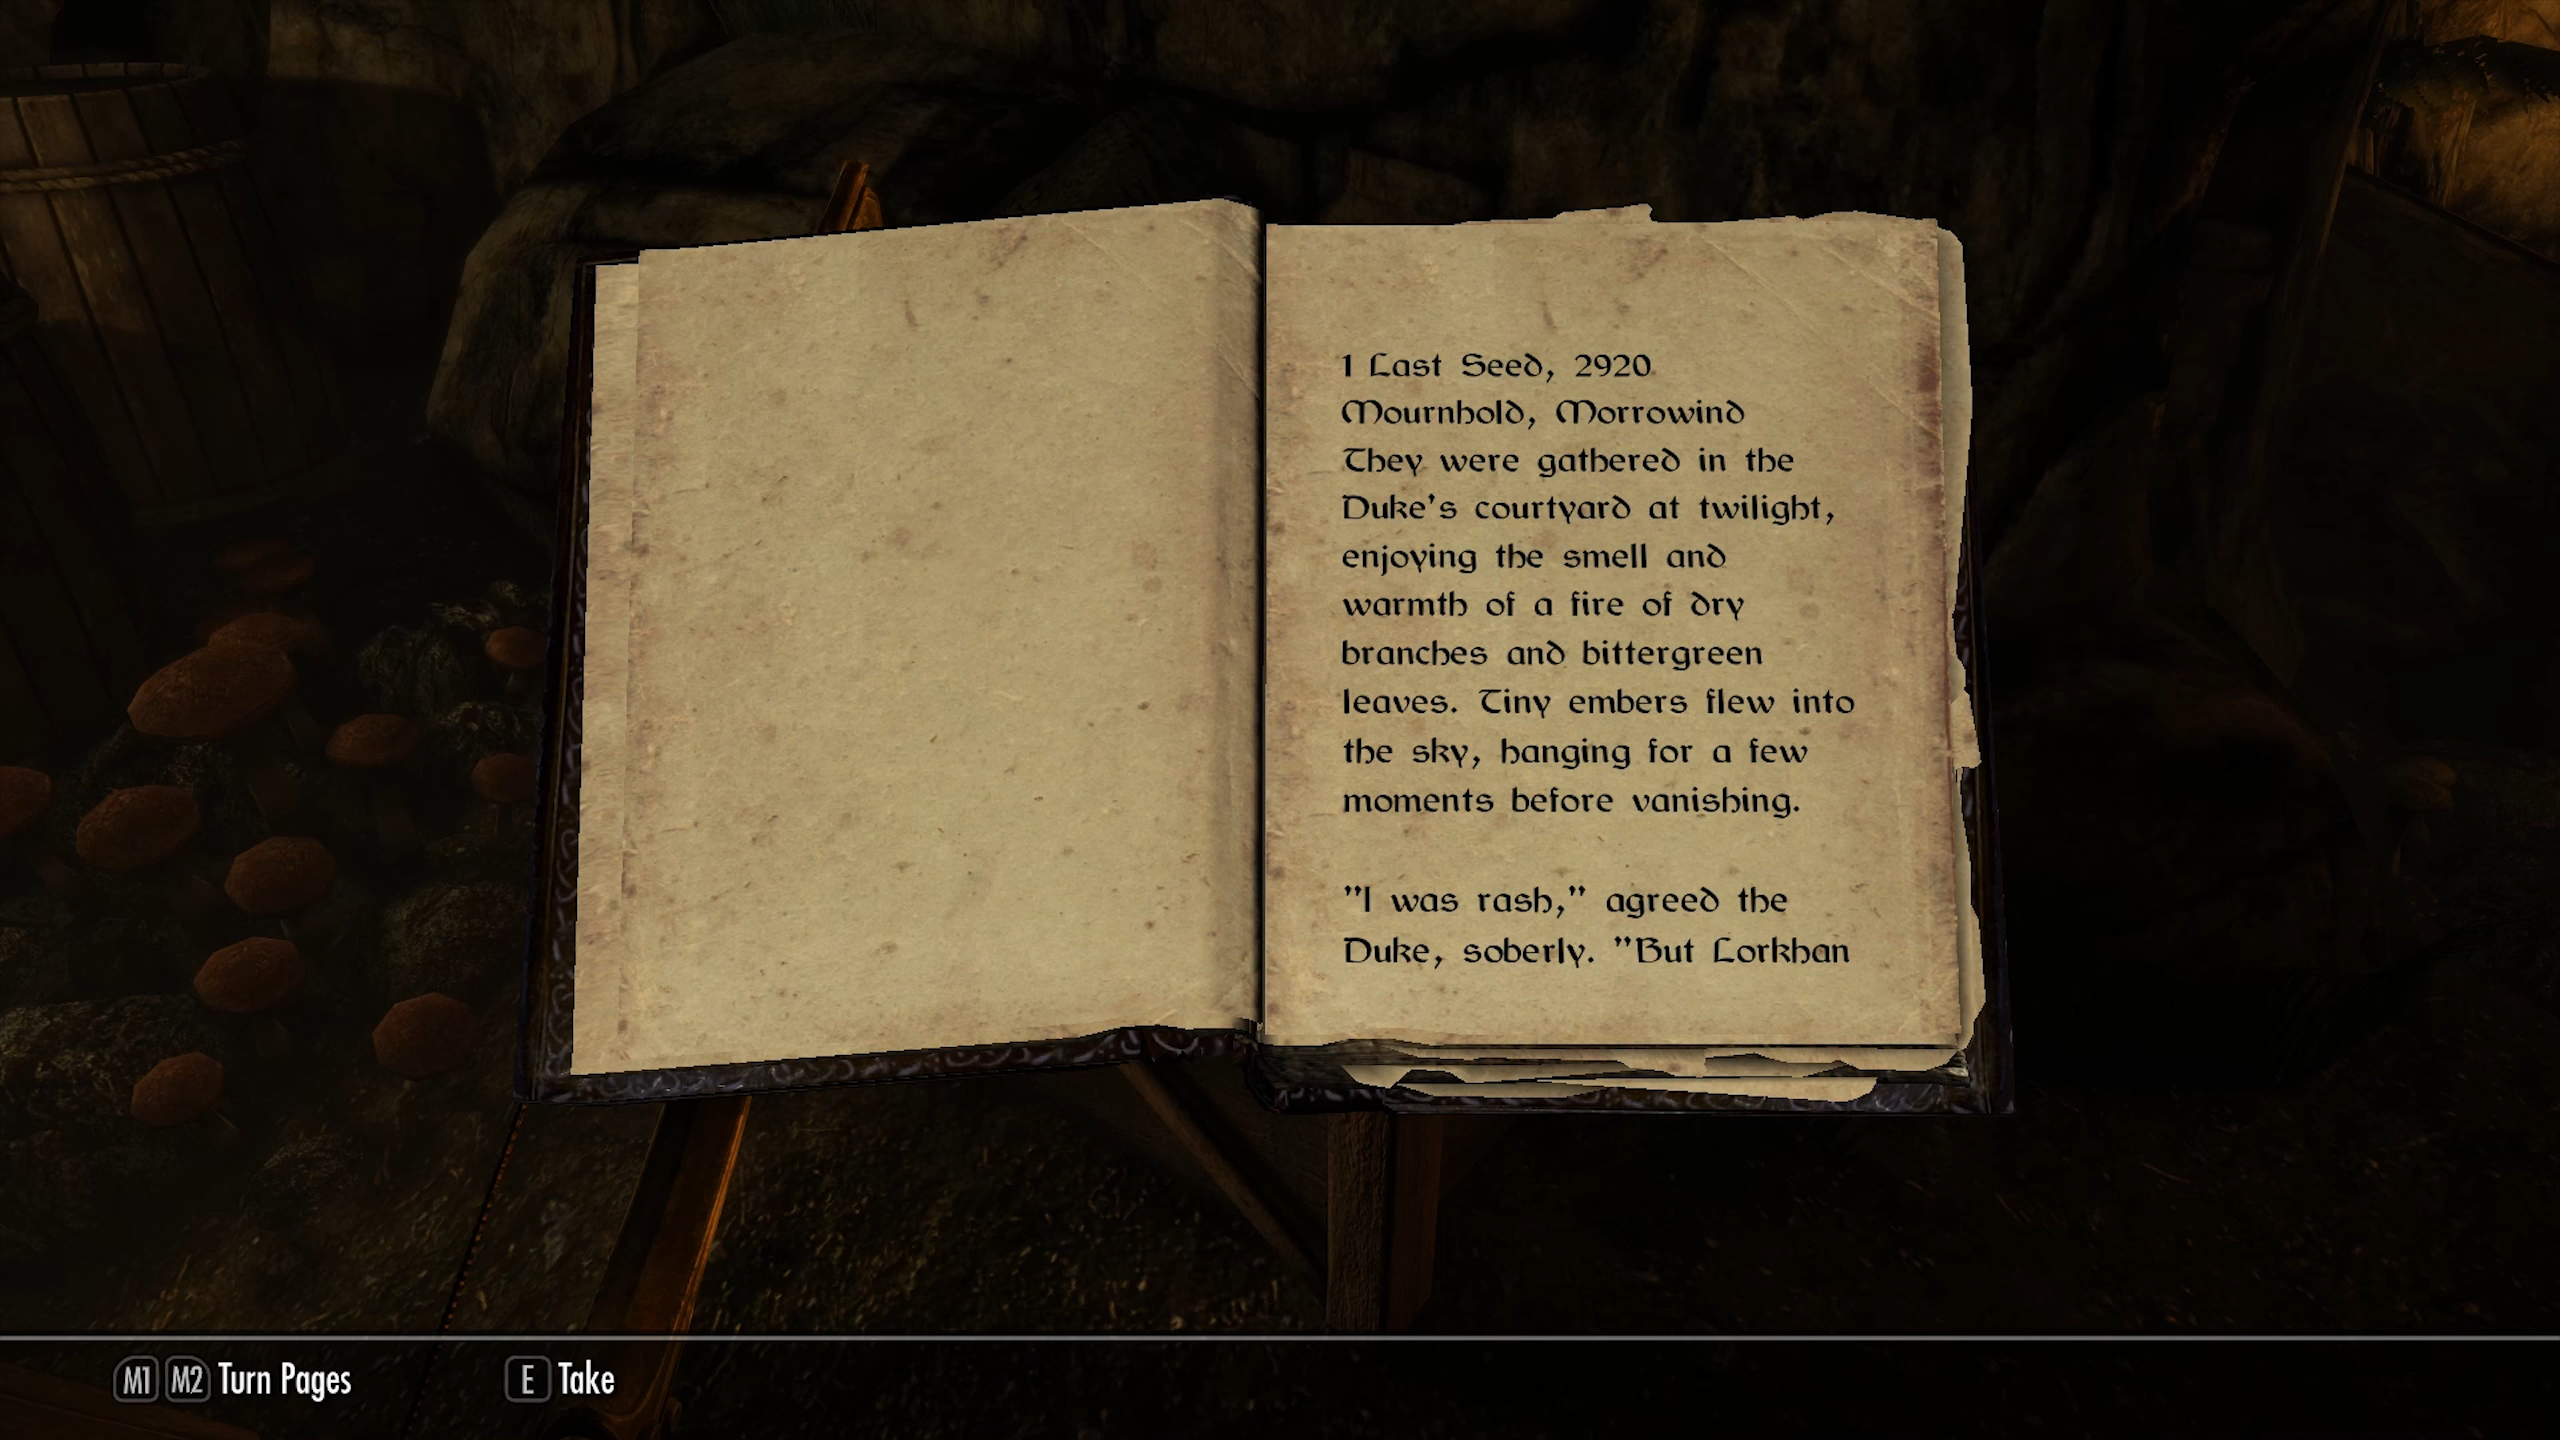 1 Last Seed, 2920
Mournhold, Morrowind
They were gathered in the
Duke's courtyard at twilight,
enjoying the smell and
warmth of a fire of dry
branches and bittergreen
leaves. Tiny embers flew into
the sky, hanging for a few
moments before vanishing.
"I was rash," agreed the
Duke, soberly. "But Lorkhan
M1 M2 Turn Pages
E Take